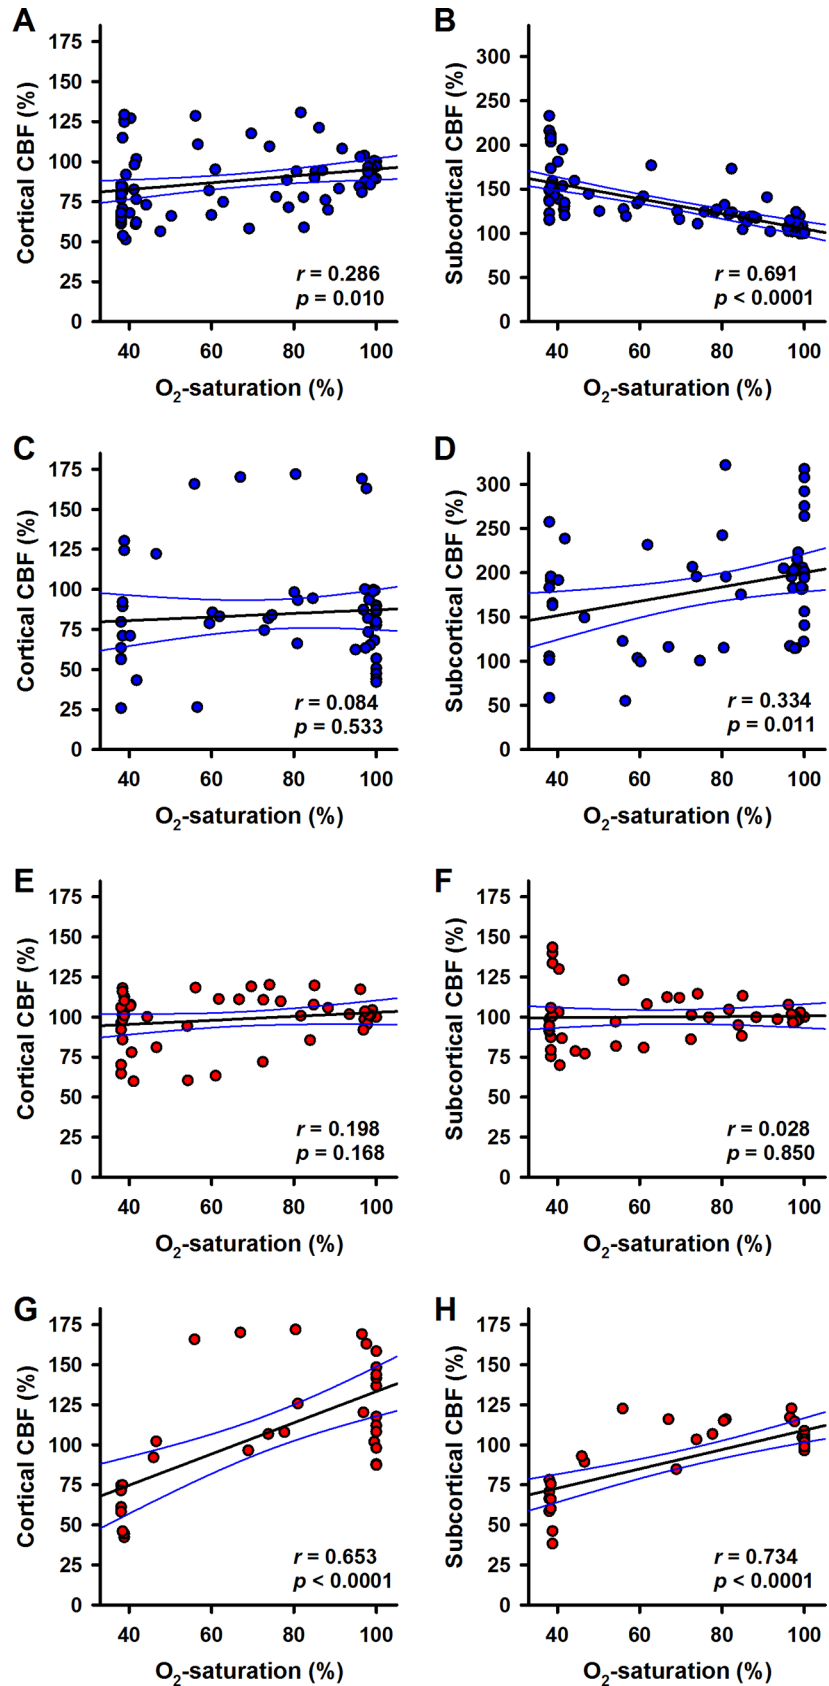 A
Cortical CBF (%)
175
150
125
100
75
50
25
0
r = 0.286
p = 0.010
40 60 80 100
O2-saturation (%)
B
Subcortical CBF (%)
300
250
200
150
100
50
0
r = 0.691
p < 0.0001
40 60 80 100
O2-saturation (%)
C
Cortical CBF (%)
175
150
125
100
75
50
25
0
r = 0.084
p = 0.533
40 60 80 100
O2-saturation (%)
D
Subcortical CBF (%)
300
250
200
150
100
50
0
r = 0.334
p = 0.011
40 60 80 100
O2-saturation (%)
E
Cortical CBF (%)
175
150
125
100
75
50
25
0
r = 0.198
p = 0.168
40 60 80 100
O2-saturation (%)
F
Subcortical CBF (%)
175
150
125
100
75
50
25
0
r = 0.028
p = 0.850
40 60 80 100
O2-saturation (%)
G
Cortical CBF (%)
175
150
125
100
75
50
25
0
r = 0.653
p < 0.0001
40 60 80 100
O2-saturation (%)
H
Subcortical CBF (%)
175
150
125
100
75
50
25
0
r = 0.734
p < 0.0001
40 60 80 100
O2-saturation (%)